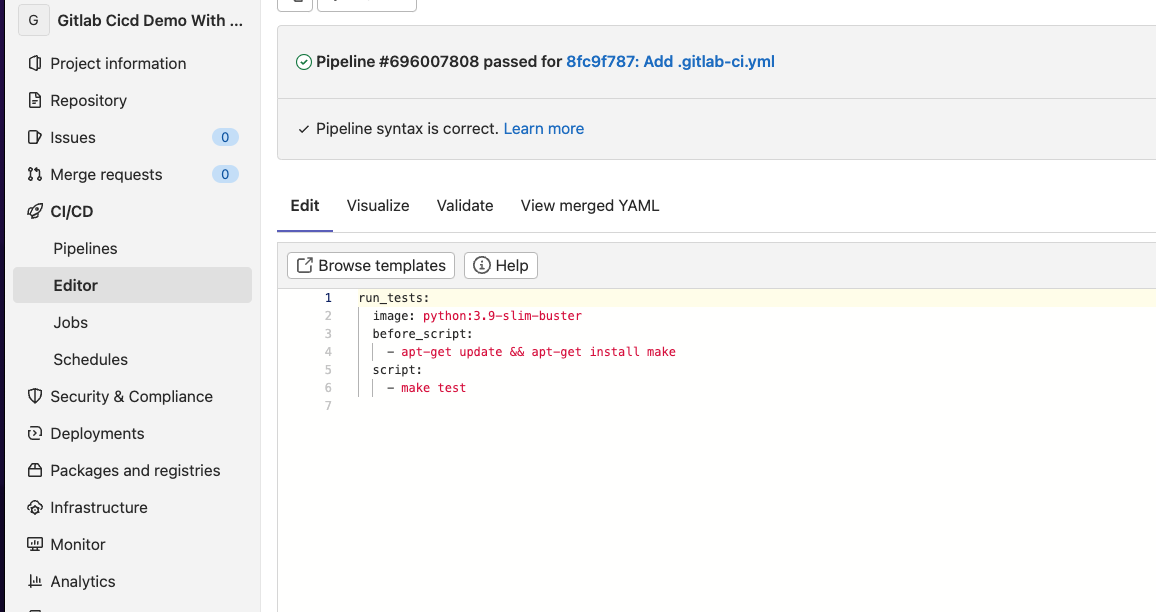 G Gitlab Cicd Demo With ...
Project information
Repository
Issues 0
Merge requests 0
CI/CD
Pipelines
Editor
Jobs
Schedules
Security & Compliance
Deployments
Packages and registries
Infrastructure
Monitor
Analytics
Pipeline #696007808 passed for 8fc9f787: Add .gitlab-ci.yml
Pipeline syntax is correct. Learn more
Edit Visualize Validate View merged YAML
Browse templates Help
1 run_tests:
2 image: python:3.9-slim-buster
3 before_script:
4 - apt-get update && apt-get install make
5 script:
6 - make test
7